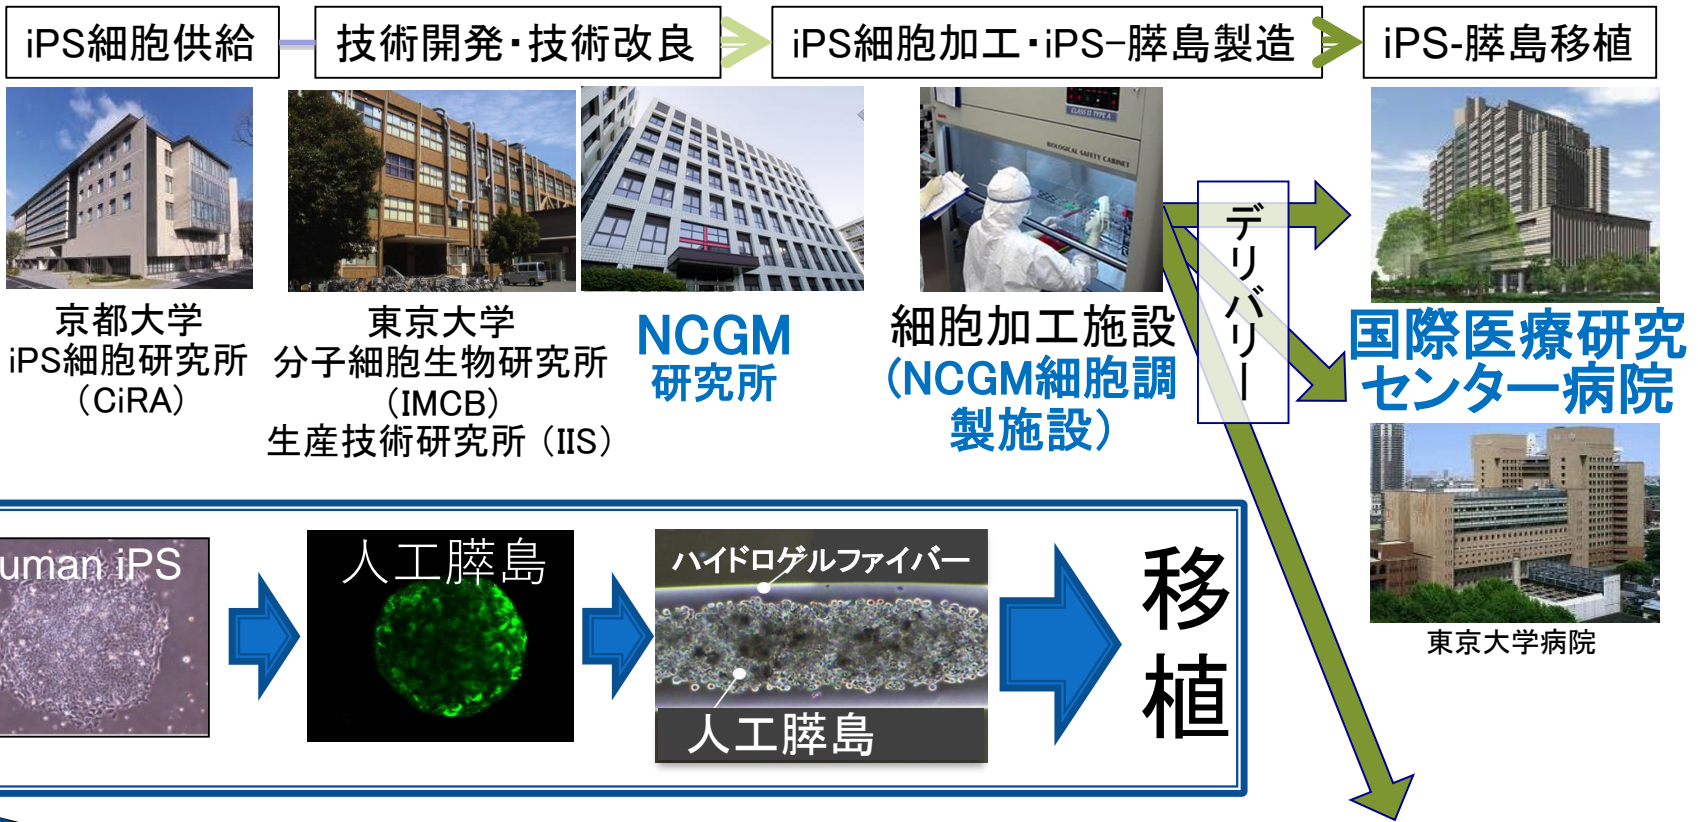 iPS細胞供給
技術開発・技術改良
iPS細胞加工・iPS-膵島製造
iPS-膵島移植
CLASS II TYPE A
BIOLOGICAL SAFETY CABINET
京都大学
iPS細胞研究所
（CiRA）
東京大学
分子細胞生物研究所
（IMCB）
生産技術研究所（IIS）
NCGM
研究所
細胞加工施設
（NCGM細胞調
製施設）
デリバリー
国際医療研究
センター病院
東京大学病院
uman iPS
人工膵島
ハイドロゲルファイバー
人工膵島
移植